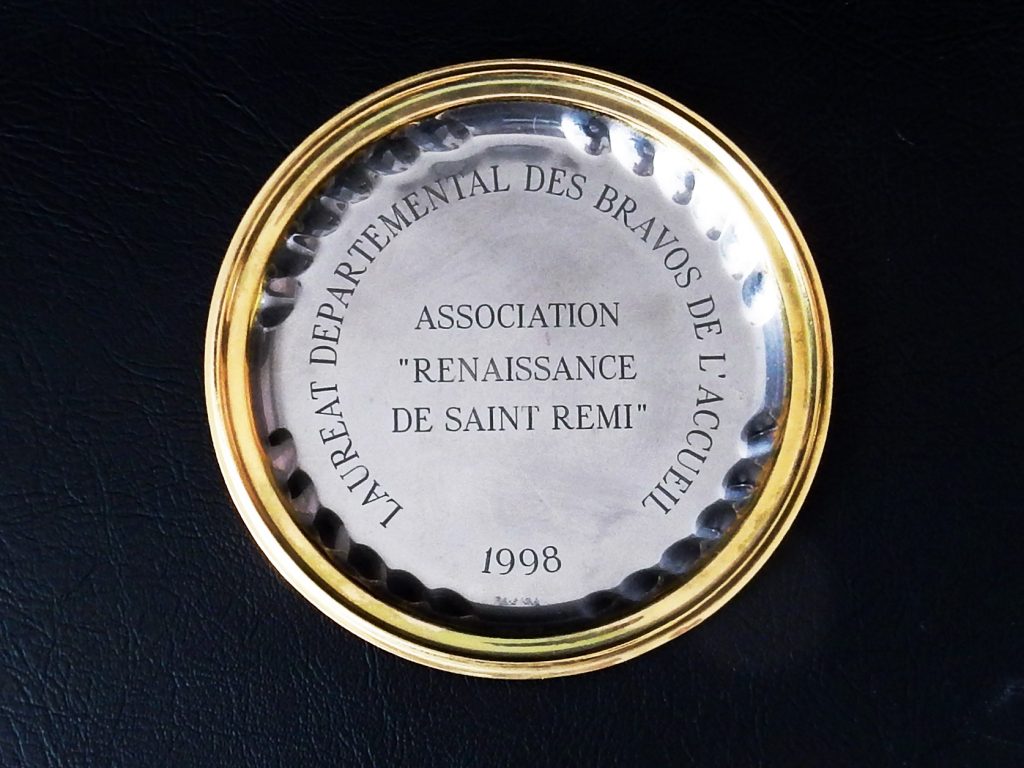 LAUREAT DEPARTEMENTAL DES BRAVOS DE L'ACCUEIL
ASSOCIATION
"RENAISSANCE
DE SAINT REMI"
1998